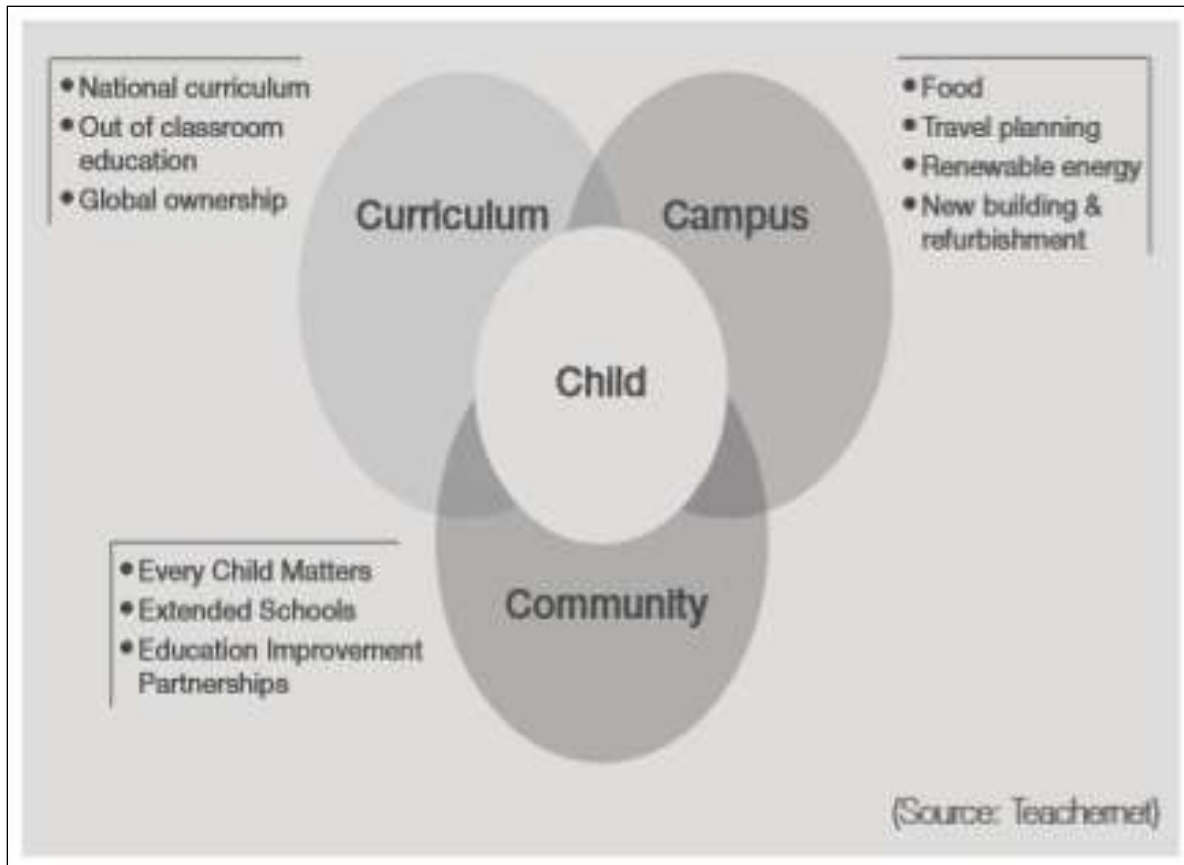 • National curriculum
• Out of classroom
education
• Global ownership
• Food
• Travel planning
• Renewable energy
• New building &
refurbishment
Curriculum
Campus
Child
Community
• Every Child Matters
• Extended Schools
• Education Improvement
Partnerships
(Source: Teachernet)